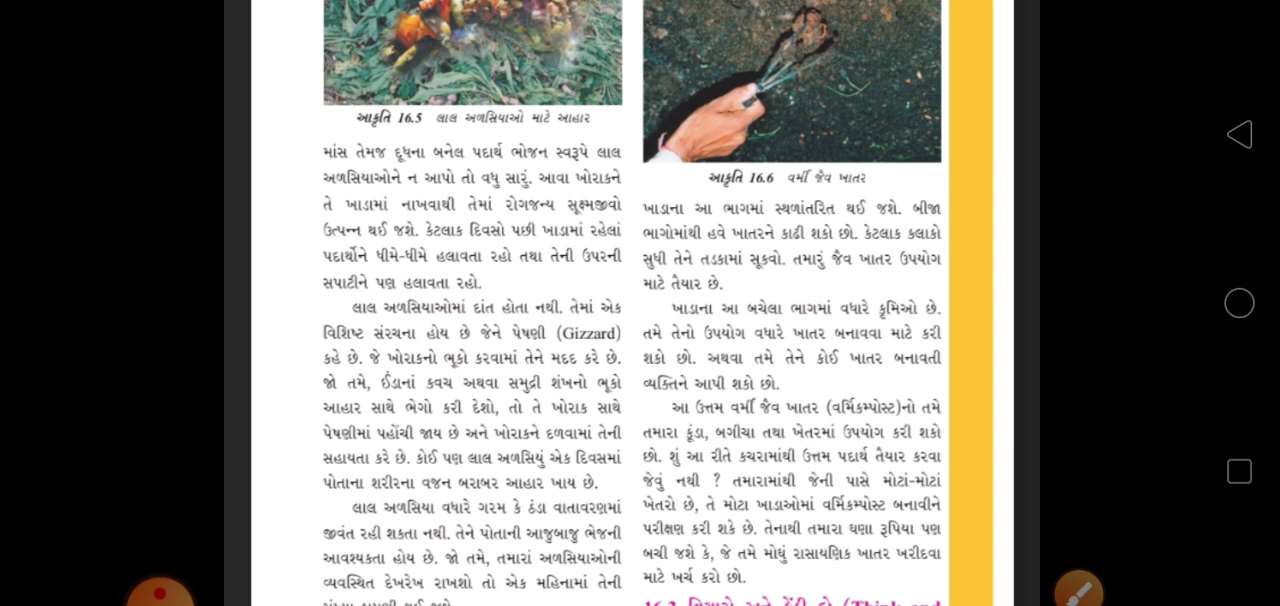 આકૃતિ 16.5 લાલ અળસિયાઓ માટે આહાર
માંસ તેમજ દૂધના બનેલ પદાર્થ ભોજન સ્વરૂપે લાલ
અળસિયાઓને ન આપો તો વધુ સારું. આવા ખોરાકને
તે ખાડામાં નાખવાથી તેમાં રોગજન્ય સૂક્ષ્મજીવો
ઉત્પન્ન થઈ જશે. કેટલાક દિવસો પછી ખાડામાં રહેલાં
પદાર્થોને ધીમે-ધીમે હલાવતા રહો તથા તેની ઉપરની
સપાટીને પણ હલાવતા રહો.
લાલ અળસિયાઓમાં દાંત હોતા નથી. તેમાં એક
વિશિષ્ટ સંરચના હોય છે જેને પેષણી (Gizzard)
કહે છે. જે ખોરાકનો ભૂકો કરવામાં તેને મદદ કરે છે.
જો તમે, ઈંડાનાં કવચ અથવા સમુદ્રી શંખનો ભૂકો
આહાર સાથે ભેગો કરી દેશો, તો તે ખોરાક સાથે
પેષણીમાં પહોંચી જાય છે અને ખોરાકને દળવામાં તેની
સહાયતા કરે છે. કોઈ પણ લાલ અળસિયું એક દિવસમાં
પોતાના શરીરના વજન બરાબર આહાર ખાય છે.
લાલ અળસિયા વધારે ગરમ કે ઠંડા વાતાવરણમાં
જીવંત રહી શકતા નથી. તેને પોતાની આજુબાજુ ભેજની
આવશ્યકતા હોય છે. જો તમે, તમારાં અળસિયાઓની
વ્યવસ્થિત દેખરેખ રાખશો તો એક મહિનામાં તેની
આકૃતિ 16.6 વર્મી જૈવ ખાતર
ખાડાના આ ભાગમાં સ્થળાંતરિત થઈ જશે. બીજા
ભાગોમાંથી હવે ખાતરને કાઢી શકો છો. કેટલાક કલાકો
સુધી તેને તડકામાં સૂકવો. તમારું જૈવ ખાતર ઉપયોગ
માટે તૈયાર છે.
ખાડાના આ બચેલા ભાગમાં વધારે કૃમિઓ છે.
તમે તેનો ઉપયોગ વધારે ખાતર બનાવવા માટે કરી
શકો છો. અથવા તમે તેને કોઈ ખાતર બનાવતી
વ્યક્તિને આપી શકો છો.
આ ઉત્તમ વર્મી જૈવ ખાતર (વર્મિકમ્પોસ્ટ)નો તમે
તમારા કૂંડા, બગીચા તથા ખેતરમાં ઉપયોગ કરી શકો
છો. શું આ રીતે કચરામાંથી ઉત્તમ પદાર્થ તૈયાર કરવા
જેવું નથી ? તમારામાંથી જેની પાસે મોટાં-મોટાં
ખેતરો છે, તે મોટા ખાડાઓમાં વર્મિકમ્પોસ્ટ બનાવીને
પરીક્ષણ કરી શકે છે. તેનાથી તમારા ઘણા રૂપિયા પણ
બચી જશે કે, જે તમે મોઘું રાસાયણિક ખાતર ખરીદવા
માટે ખર્ચ કરો છો.